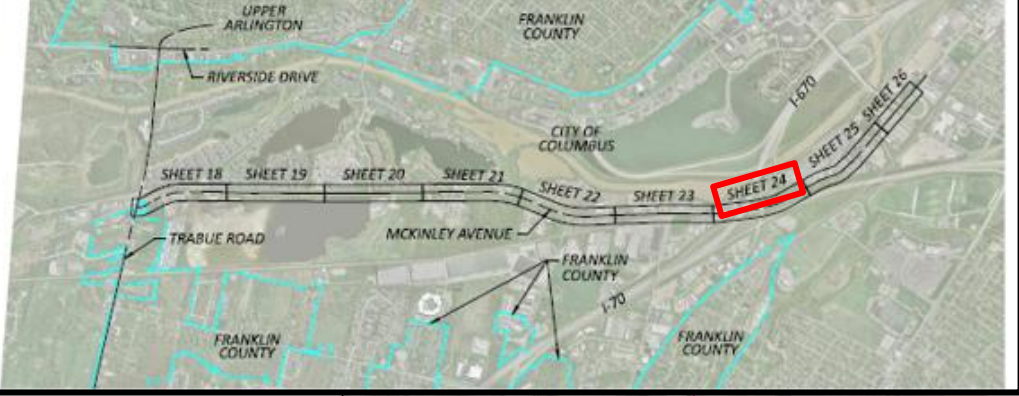 UPPER
ARLINGTON
FRANKLIN
COUNTY
RIVERSIDE DRIVE
I-670
SHEET 26
CITY OF
COLUMBUS
SHEET 25
SHEET 18
SHEET 19
SHEET 20
SHEET 21
SHEET 22
SHEET 23
SHEET 24
TRABUE ROAD
MCKINLEY AVENUE
FRANKLIN
COUNTY
I-70
FRANKLIN
COUNTY
FRANKLIN
COUNTY